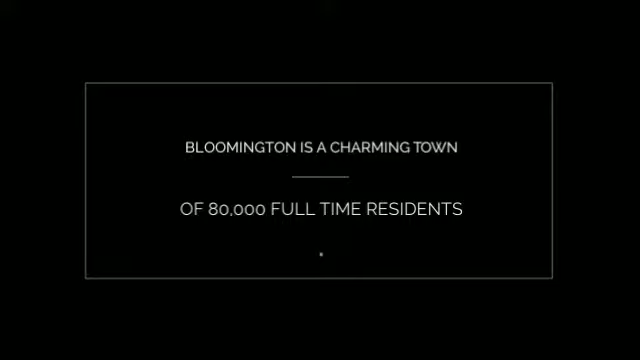 BLOOMINGTON IS A CHARMING TOWN
OF 80,000 FULL TIME RESIDENTS